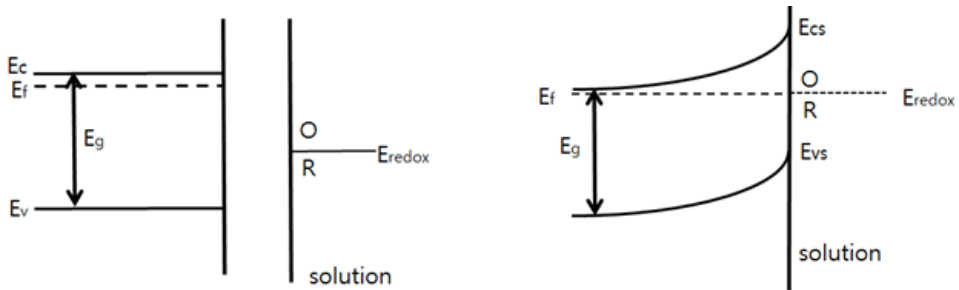 Ec
Ef
Eg
Ev
O
R
Eredox
solution
Ecs
Ef
O
R
Eredox
Eg
Evs
solution